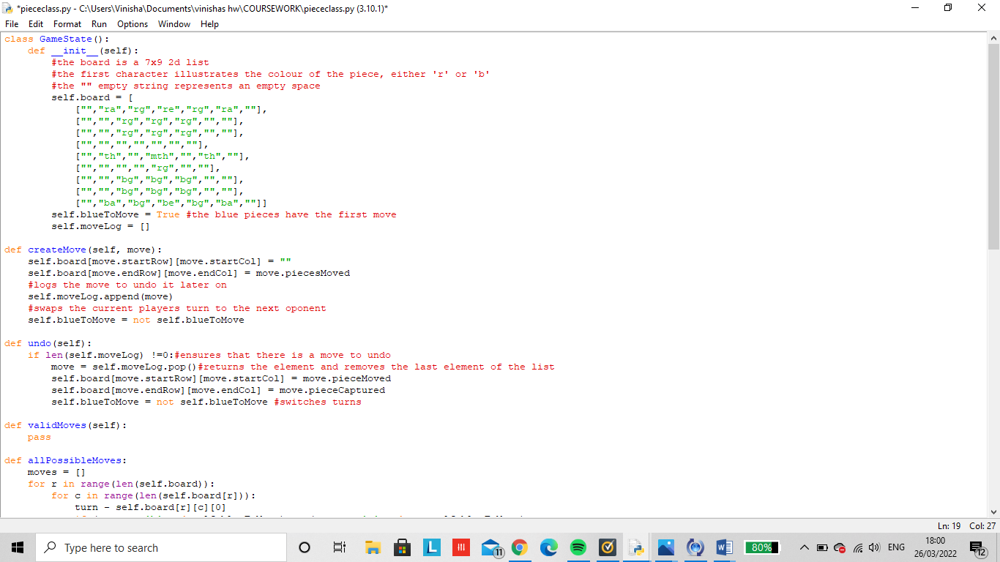 *piececlass.py - C:\Users\Vinisha\Documents\vinishas hw\COURSEWORK\piececlass.py (3.10.1)*
File Edit Format Run Options Window Help
class GameState():
    def __init__(self):
        #the board is a 7x9 2d list
        #the first character illustrates the colour of the piece, either 'r' or 'b'
        #the "" empty string represents an empty space
        self.board = [
            ["","ra","rg","re","rg","ra",""],
            ["","","rg","rg","rg","",""],
            ["","","rg","rg","rg","",""],
            ["","","","","","",""],
            ["","th","","mth","","th",""],
            ["","","","","rg","",""],
            ["","","bg","bg","bg","",""],
            ["","","bg","bg","bg","",""],
            ["","ba","bg","be","bg","ba",""]]
        self.blueToMove = True #the blue pieces have the first move
        self.moveLog = []
def createMove(self, move):
    self.board[move.startRow][move.startCol] = ""
    self.board[move.endRow][move.endCol] = move.piecesMoved
    #logs the move to undo it later on
    self.moveLog.append(move)
    #swaps the current players turn to the next oponent
    self.blueToMove = not self.blueToMove
def undo(self):
    if len(self.moveLog) !=0:#ensures that there is a move to undo
        move = self.moveLog.pop()#returns the element and removes the last element of the list
        self.board[move.startRow][move.startCol] = move.pieceMoved
        self.board[move.endRow][move.endCol] = move.pieceCaptured
        self.blueToMove = not self.blueToMove #switches turns
def validMoves(self):
    pass
def allPossibleMoves:
    moves = []
    for r in range(len(self.board)):
        for c in range(len(self.board[r])):
            turn - self.board[r][c][0]
Ln: 19 Col: 27
Type here to search
L
11
W
80%
ENG
18:00
26/03/2022
12